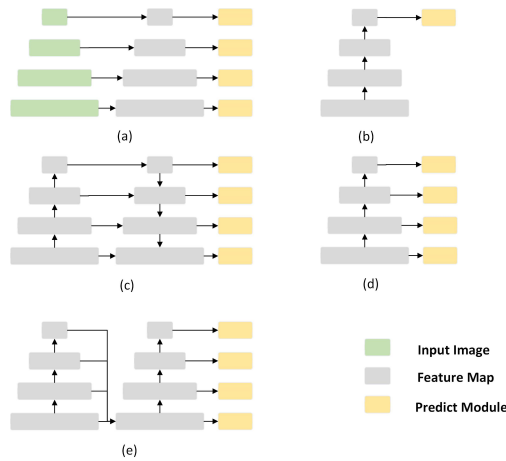 (a)
(b)
(c)
(d)
(e)
Input Image
Feature Map
Predict Module